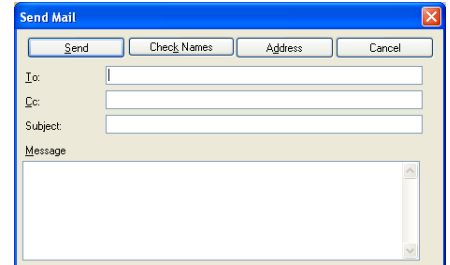 Send Mail
Send Check Names Address Cancel
To:
Cc:
Subject:
Message